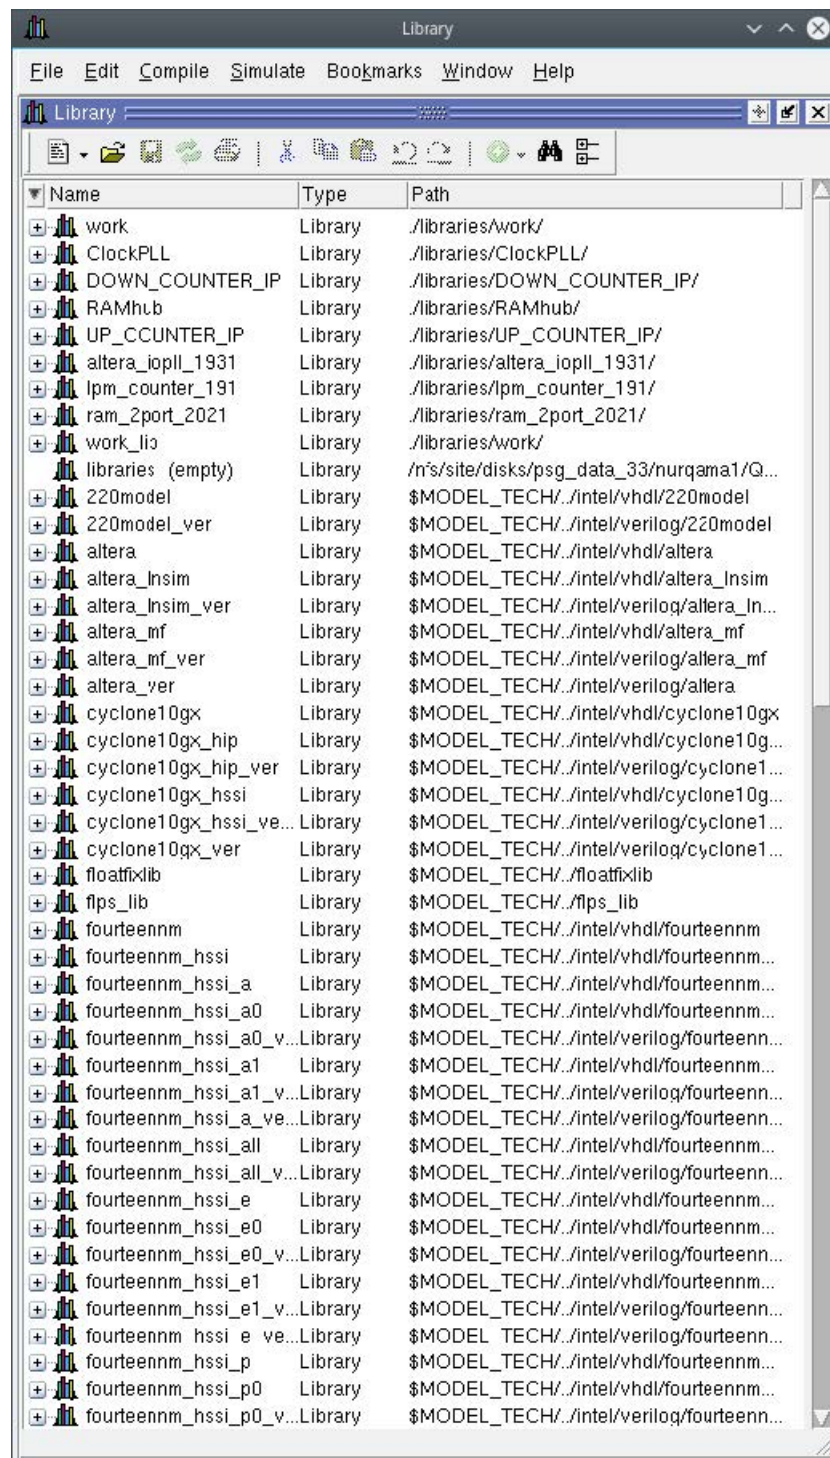 Library
File Edit Compile Simulate Bookmarks Window Help
Library
Name Type Path
work Library ./libraries/work/
ClockPLL Library ./libraries/ClockPLL/
DOWN_COUNTER_IP Library ./libraries/DOWN_COUNTER_IP/
RAMhub Library ./libraries/RAMhub/
UP_COUNTER_IP Library ./libraries/UP_COUNTER_IP/
altera_iopll_1931 Library ./libraries/altera_iopll_1931/
lpm_counter_191 Library ./libraries/lpm_counter_191/
ram_2port_2021 Library ./libraries/ram_2port_2021/
work_lib Library ./libraries/work/
libraries (empty) /nfs/site/disks/psg_data_33/nurqama1/Q...
220model Library $MODEL_TECH/../intel/vhdl/220model
220model_ver Library $MODEL_TECH/../intel/verilog/220model
altera Library $MODEL_TECH/../intel/vhdl/altera
altera_lnsim Library $MODEL_TECH/../intel/vhdl/altera_lnsim
altera_lnsim_ver Library $MODEL_TECH/../intel/verilog/altera_ln...
altera_mf Library $MODEL_TECH/../intel/vhdl/altera_mf
altera_mf_ver Library $MODEL_TECH/../intel/verilog/altera_mf
altera_ver Library $MODEL_TECH/../intel/verilog/altera
cyclone10gx Library $MODEL_TECH/../intel/vhdl/cyclone10gx
cyclone10gx_hip Library $MODEL_TECH/../intel/vhdl/cyclone10g...
cyclone10gx_hip_ver Library $MODEL_TECH/../intel/verilog/cyclone1...
cyclone10gx_hssi Library $MODEL_TECH/../intel/vhdl/cyclone10g...
cyclone10gx_hssi_ve... Library $MODEL_TECH/../intel/verilog/cyclone1...
cyclone10gx_ver Library $MODEL_TECH/../intel/verilog/cyclone1...
floatfixlib Library $MODEL_TECH/../floatfixlib
flps_lib Library $MODEL_TECH/../flps_lib
fourteennm Library $MODEL_TECH/../intel/vhdl/fourteennm
fourteennm_hssi Library $MODEL_TECH/../intel/vhdl/fourteennm...
fourteennm_hssi_a Library $MODEL_TECH/../intel/vhdl/fourteennm...
fourteennm_hssi_a0 Library $MODEL_TECH/../intel/vhdl/fourteennm...
fourteennm_hssi_a0_v... Library $MODEL_TECH/../intel/verilog/fourteenn...
fourteennm_hssi_a1 Library $MODEL_TECH/../intel/vhdl/fourteennm...
fourteennm_hssi_a1_v... Library $MODEL_TECH/../intel/verilog/fourteenn...
fourteennm_hssi_a_ve... Library $MODEL_TECH/../intel/verilog/fourteenn...
fourteennm_hssi_all Library $MODEL_TECH/../intel/vhdl/fourteennm...
fourteennm_hssi_all_v... Library $MODEL_TECH/../intel/verilog/fourteenn...
fourteennm_hssi_e Library $MODEL_TECH/../intel/vhdl/fourteennm...
fourteennm_hssi_e0 Library $MODEL_TECH/../intel/vhdl/fourteennm...
fourteennm_hssi_e0_v... Library $MODEL_TECH/../intel/verilog/fourteenn...
fourteennm_hssi_e1 Library $MODEL_TECH/../intel/vhdl/fourteennm...
fourteennm_hssi_e1_v... Library $MODEL_TECH/../intel/verilog/fourteenn...
fourteennm_hssi_e_ve... Library $MODEL_TECH/../intel/verilog/fourteenn...
fourteennm_hssi_p Library $MODEL_TECH/../intel/vhdl/fourteennm...
fourteennm_hssi_p0 Library $MODEL_TECH/../intel/vhdl/fourteennm...
fourteennm_hssi_p0_v... Library $MODEL_TECH/../intel/verilog/fourteenn...